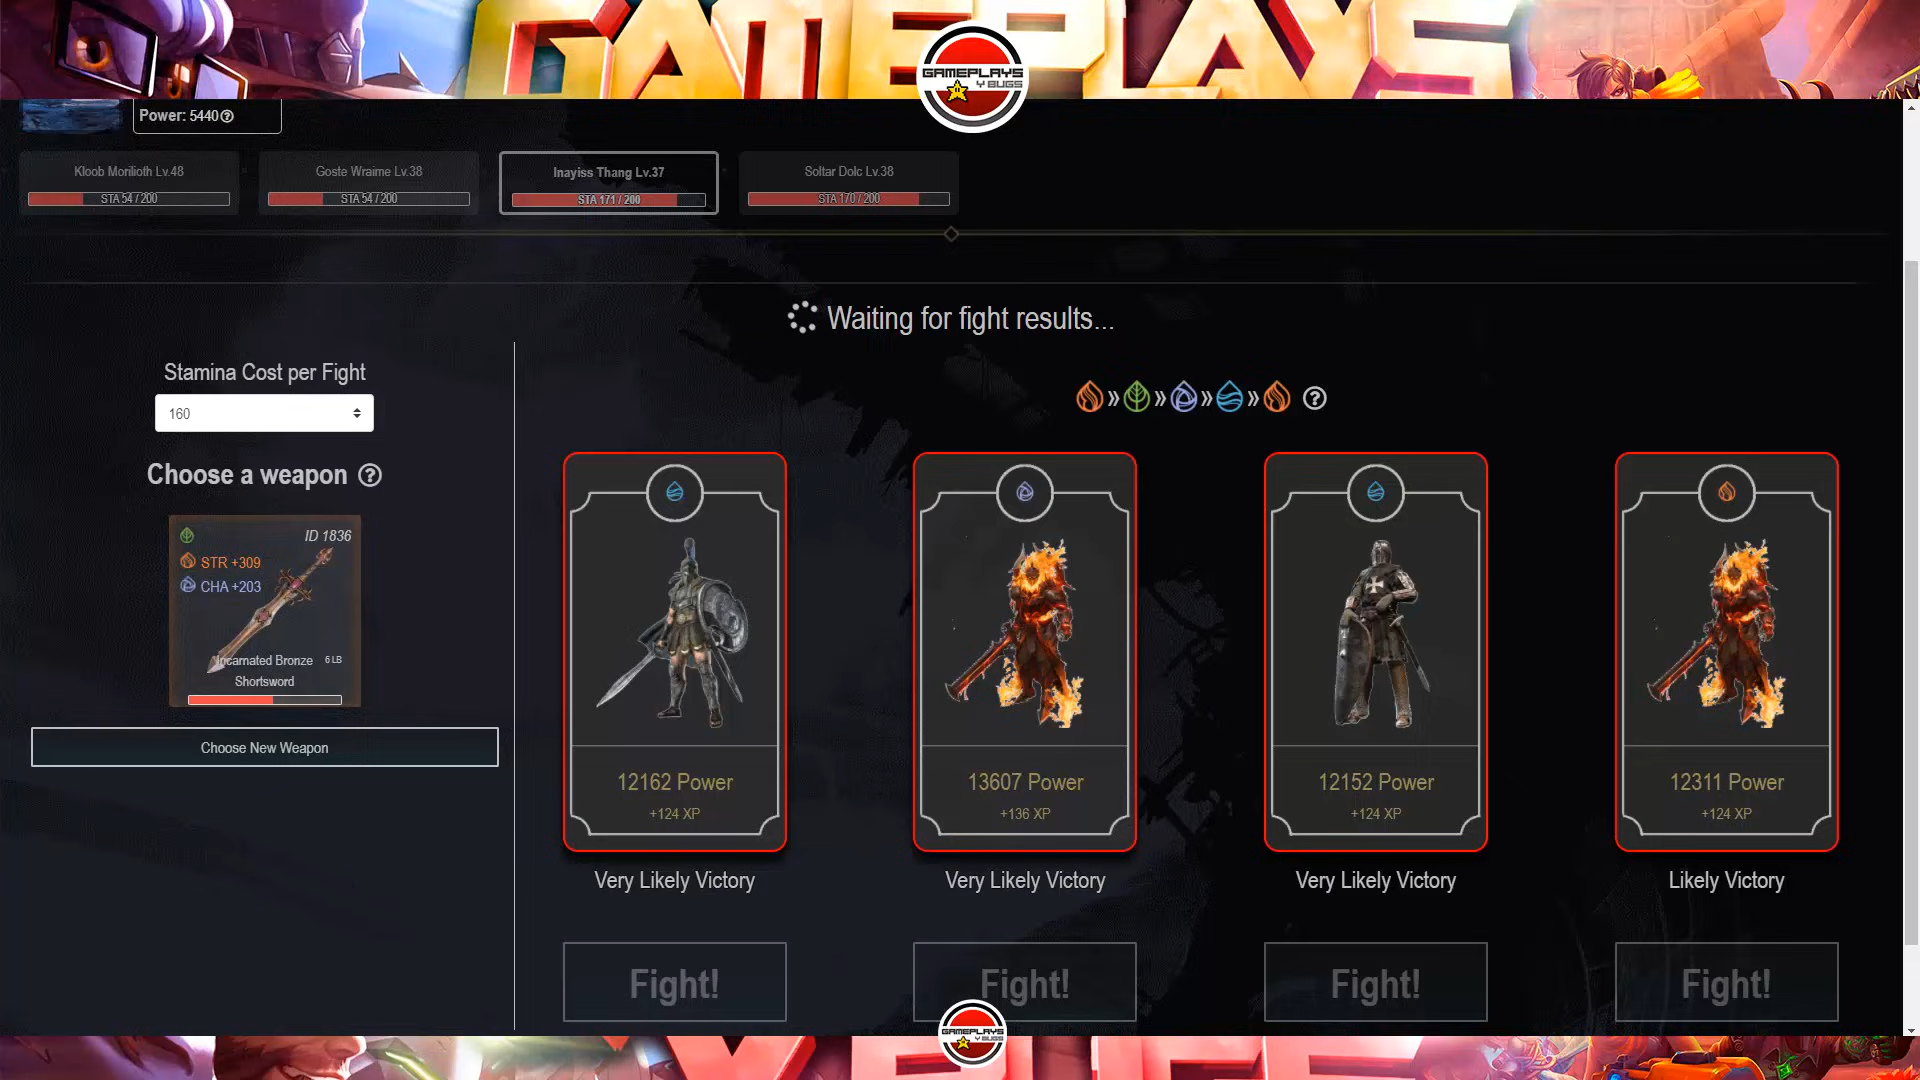 GAMEPLAYS
GAMEPLAYS
Y BUGS
Power: 5440
Kloob Morilioth Lv.48
STA 54 / 200
Goste Wraime Lv.38
STA 54 / 200
Inayiss Thang Lv.37
STA 171 / 200
Soltar Dolc Lv.38
STA 170 / 200
Waiting for fight results...
Stamina Cost per Fight
160
Choose a weapon ?
ID 1836
STR +309
CHA +203
Incarnated Bronze 6 LB
Shortsword
Choose New Weapon
» » » » ?
12162 Power
+124 XP
Very Likely Victory
Fight!
13607 Power
+136 XP
Very Likely Victory
Fight!
12152 Power
+124 XP
Very Likely Victory
Fight!
12311 Power
+124 XP
Likely Victory
Fight!
GAMEPLAYS
Y BUGS